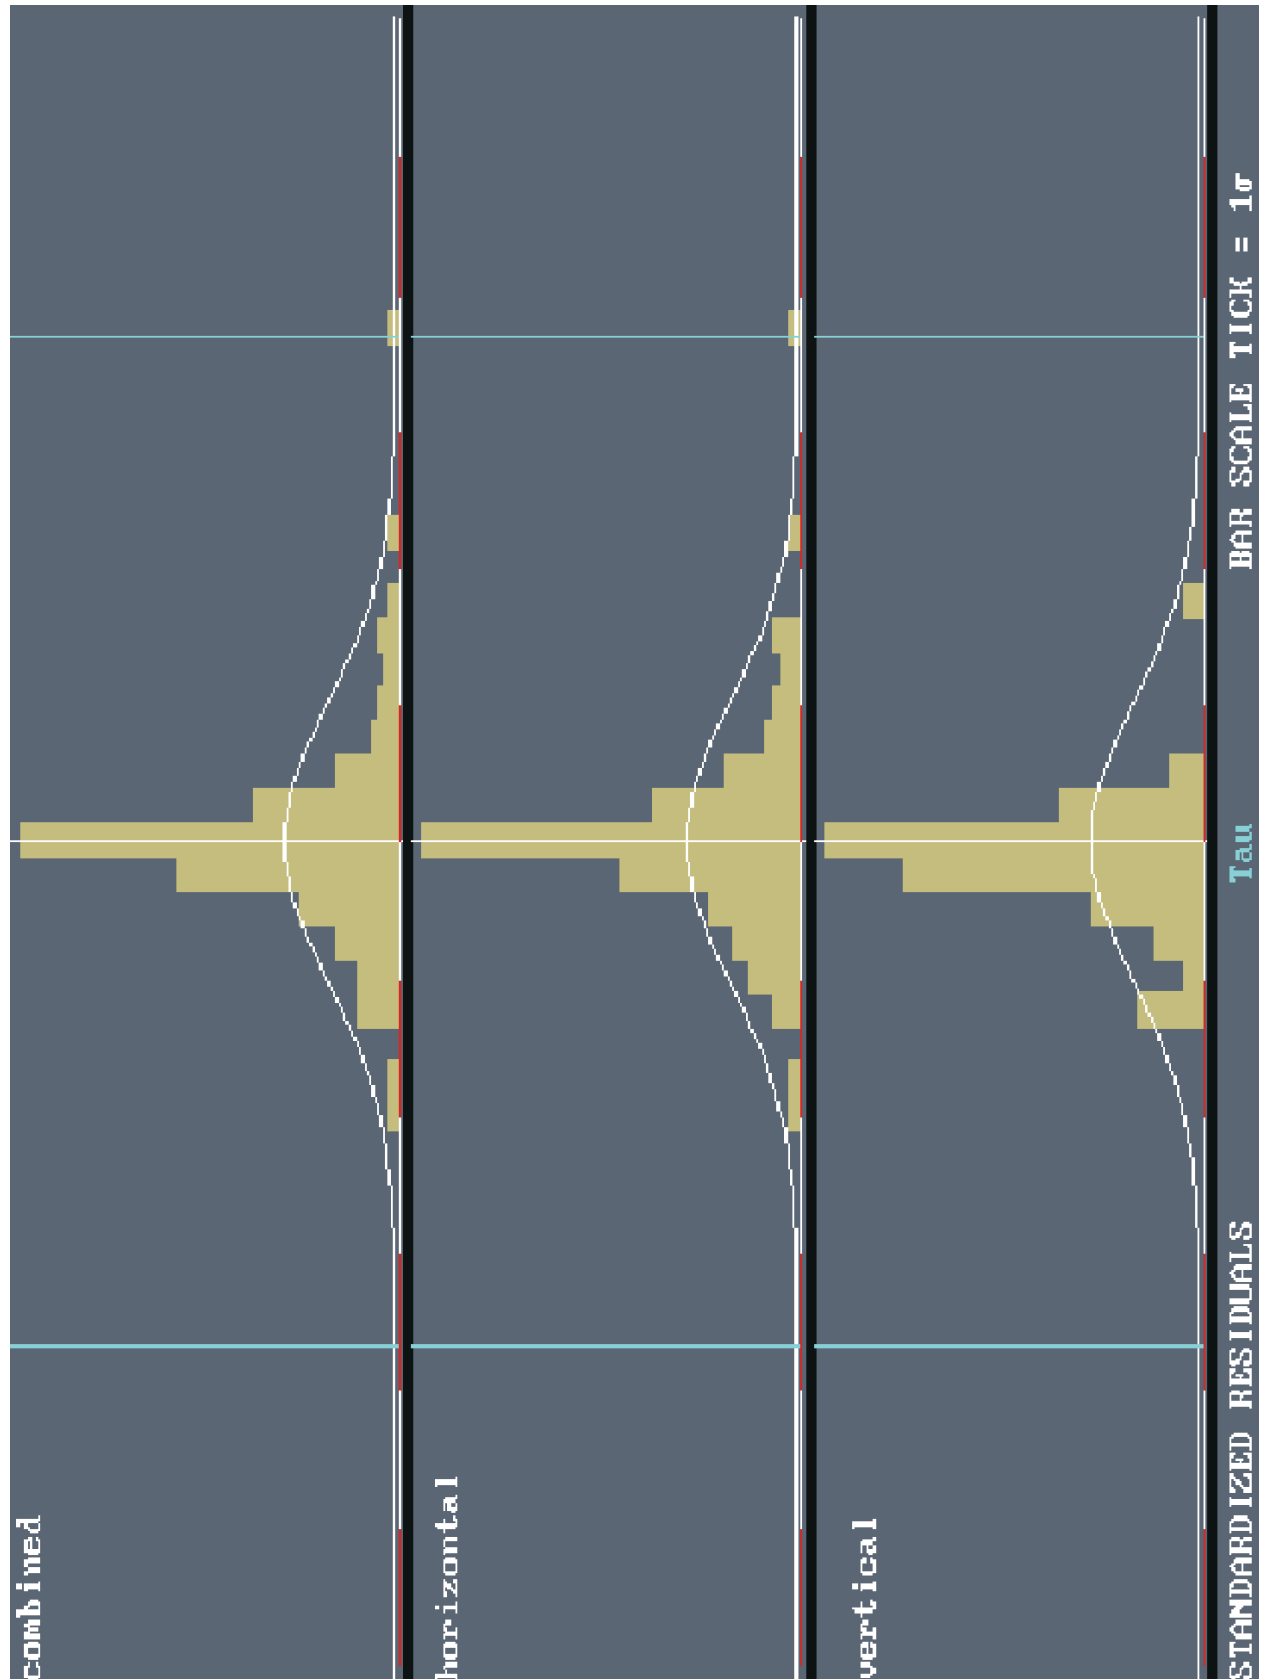 combined
horizontal
vertical
STANDARDIZED RESIDUALS Tau BAR SCALE TICK = 1σ